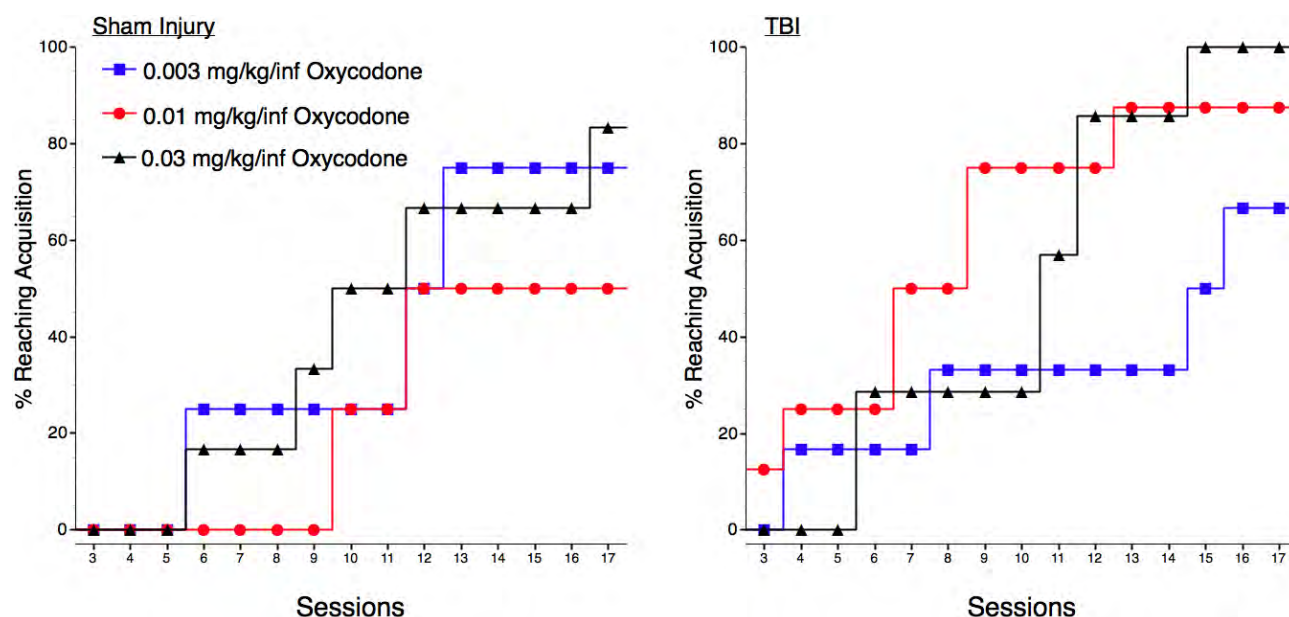 Sham Injury
0.003 mg/kg/inf Oxycodone
0.01 mg/kg/inf Oxycodone
0.03 mg/kg/inf Oxycodone
% Reaching Acquisition
100
80
60
40
20
0
3 4 5 6 7 8 9 10 11 12 13 14 15 16 17
Sessions
TBI
% Reaching Acquisition
100
80
60
40
20
0
3 4 5 6 7 8 9 10 11 12 13 14 15 16 17
Sessions